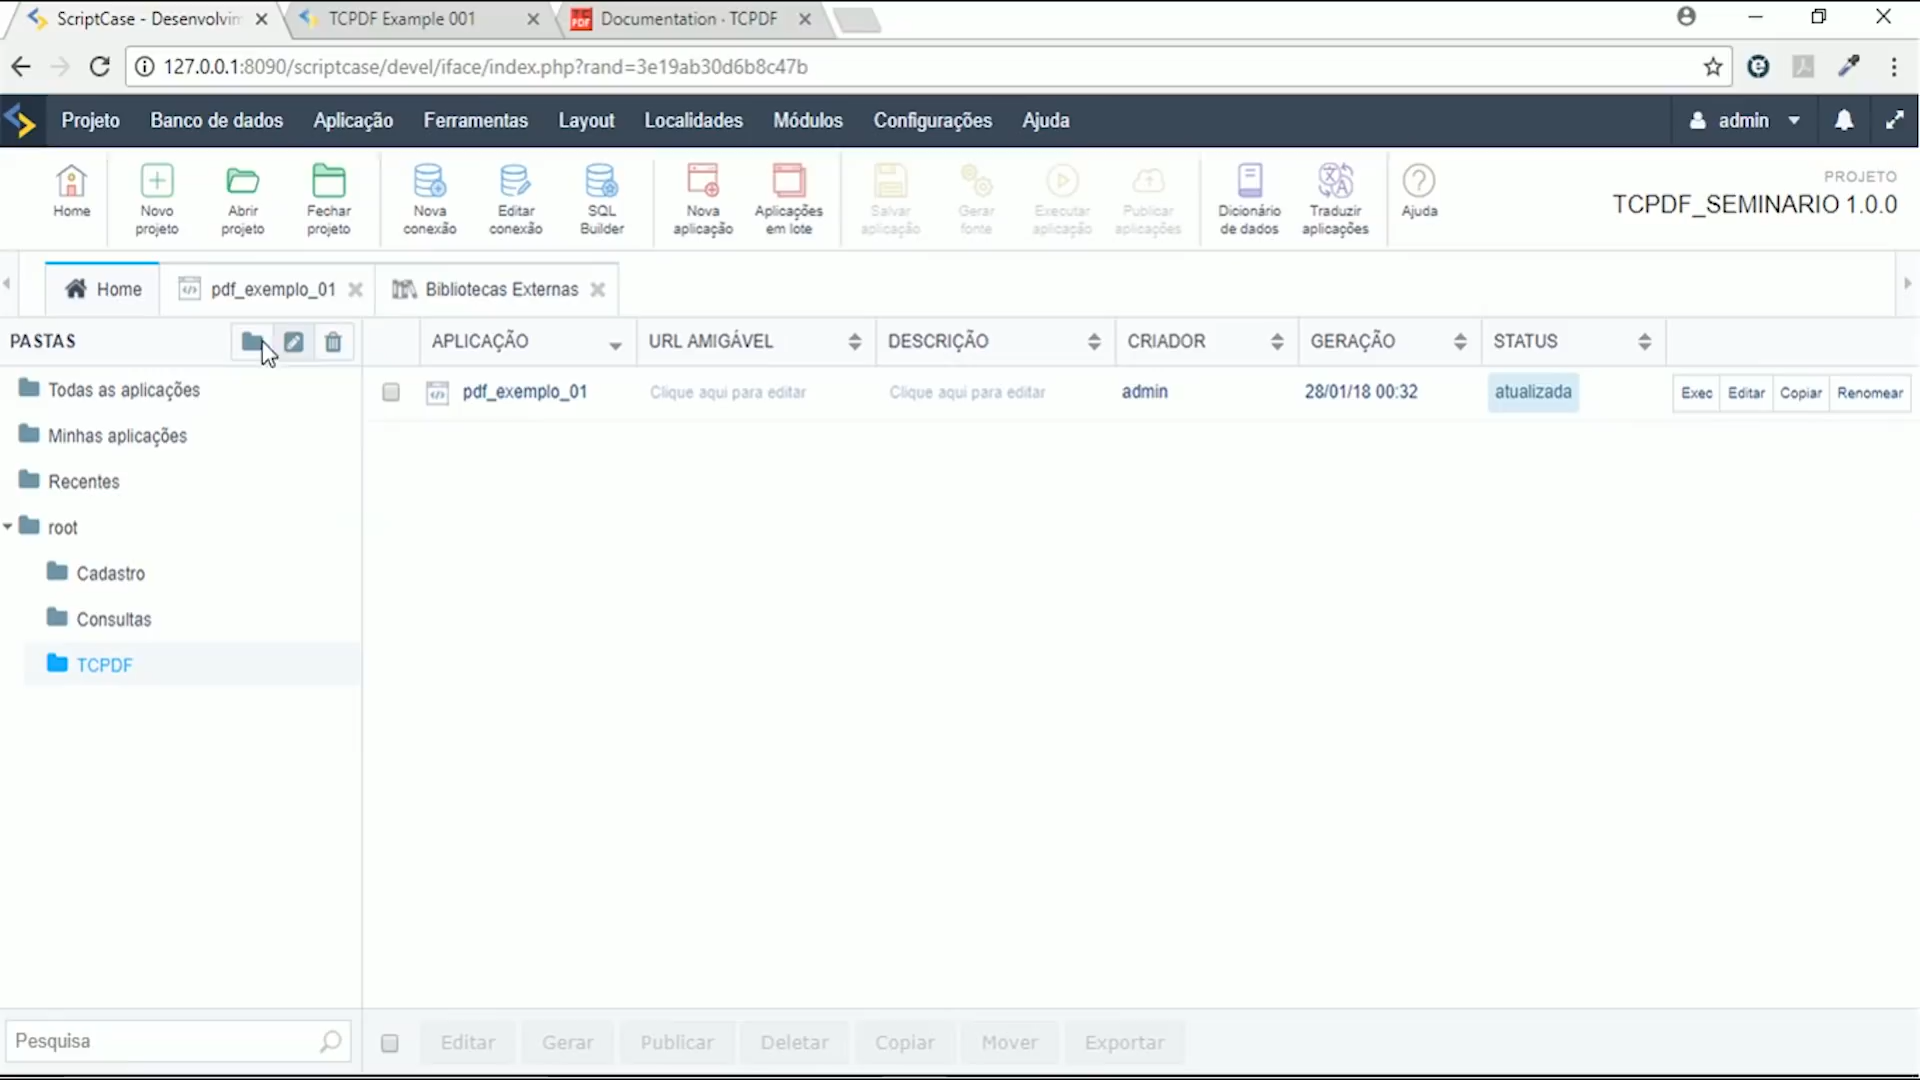 ScriptCase - Desenvolvim
TCPDF Example 001
Documentation · TCPDF
127.0.0.1:8090/scriptcase/devel/iface/index.php?rand=3e19ab30d6b8c47b
Projeto Banco de dados Aplicação Ferramentas Layout Localidades Módulos Configurações Ajuda
admin
Home
Novo projeto
Abrir projeto
Fechar projeto
Nova conexão
Editar conexão
SQL Builder
Nova aplicação
Aplicações em lote
Salvar aplicação
Gerar fonte
Executar aplicação
Publicar aplicações
Dicionário de dados
Traduzir aplicações
Ajuda
PROJETO
TCPDF_SEMINARIO 1.0.0
Home
pdf_exemplo_01
Bibliotecas Externas
PASTAS
APLICAÇÃO URL AMIGÁVEL DESCRIÇÃO CRIADOR GERAÇÃO STATUS
pdf_exemplo_01 Clique aqui para editar Clique aqui para editar admin 28/01/18 00:32 atualizada Exec Editar Copiar Renomear
Todas as aplicações
Minhas aplicações
Recentes
root
Cadastro
Consultas
TCPDF
Pesquisa
Editar Gerar Publicar Deletar Copiar Mover Exportar